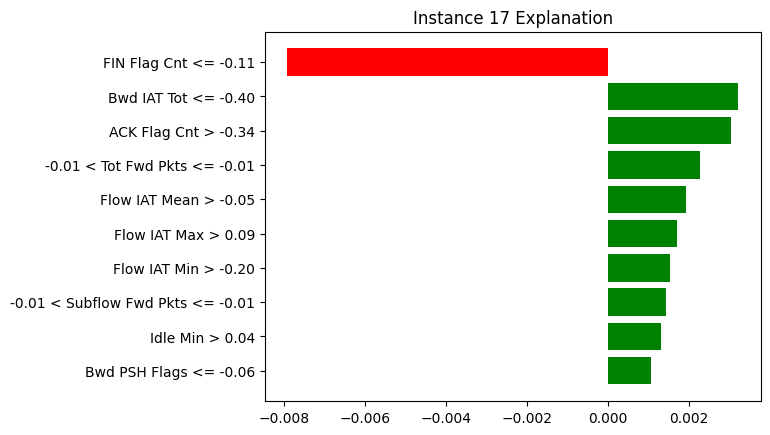 Instance 17 Explanation
FIN Flag Cnt <= -0.11
Bwd IAT Tot <= -0.40
ACK Flag Cnt > -0.34
-0.01 < Tot Fwd Pkts <= -0.01
Flow IAT Mean > -0.05
Flow IAT Max > 0.09
Flow IAT Min > -0.20
-0.01 < Subflow Fwd Pkts <= -0.01
Idle Min > 0.04
Bwd PSH Flags <= -0.06
−0.008 −0.006 −0.004 −0.002 0.000 0.002